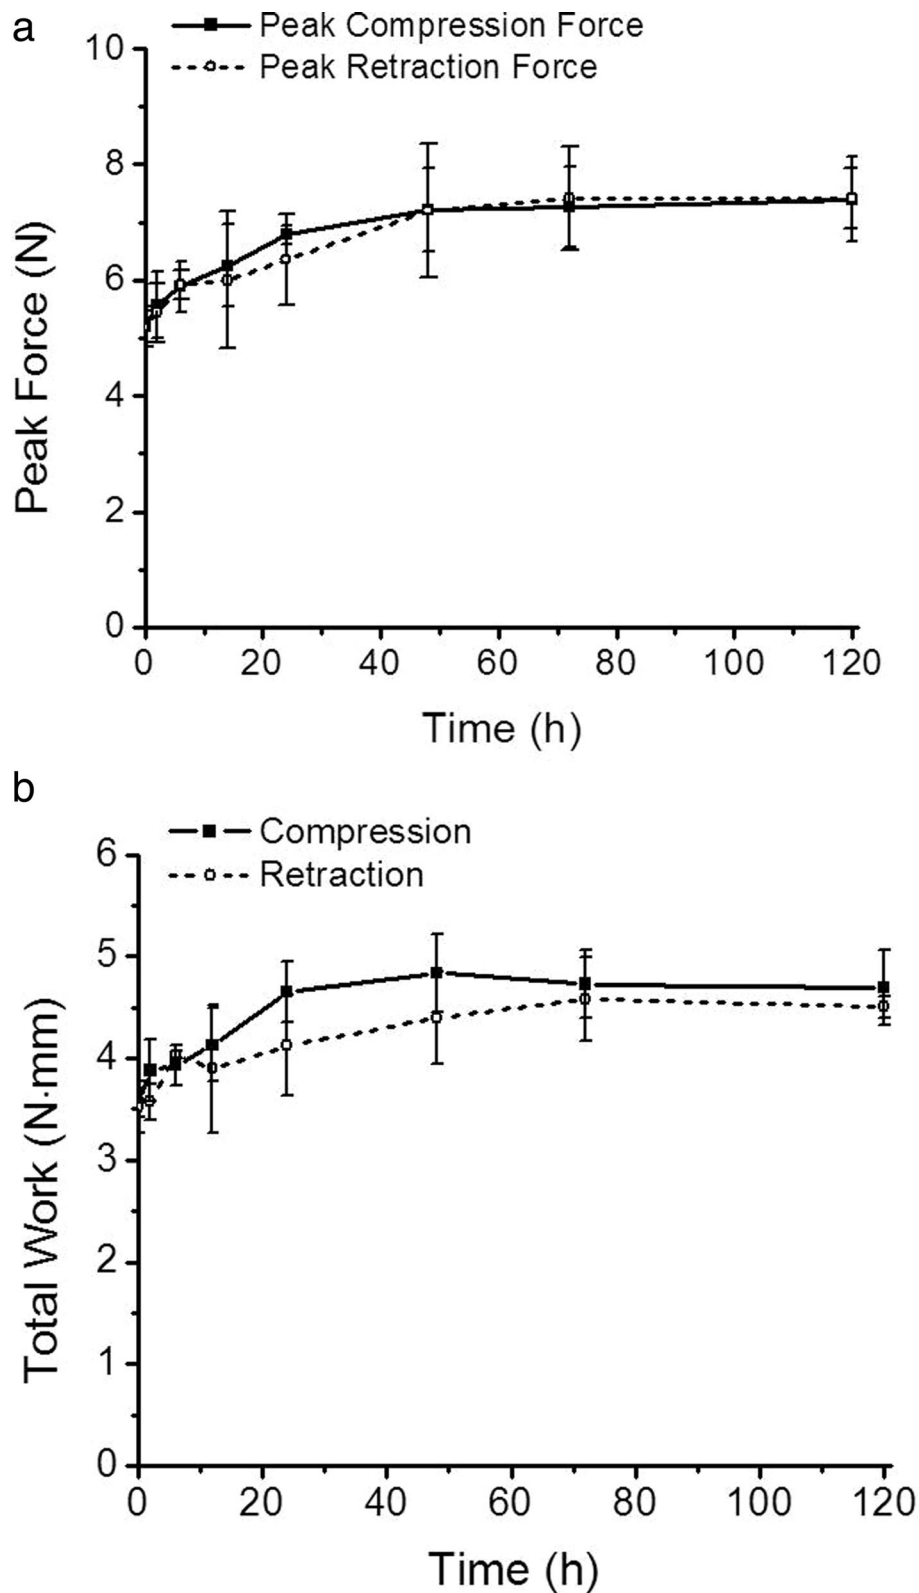 a
Peak Compression Force
Peak Retraction Force
10
8
6
4
2
0
Peak Force (N)
0 20 40 60 80 100 120
Time (h)
b
Compression
Retraction
6
5
4
3
2
1
0
Total Work (N·mm)
0 20 40 60 80 100 120
Time (h)